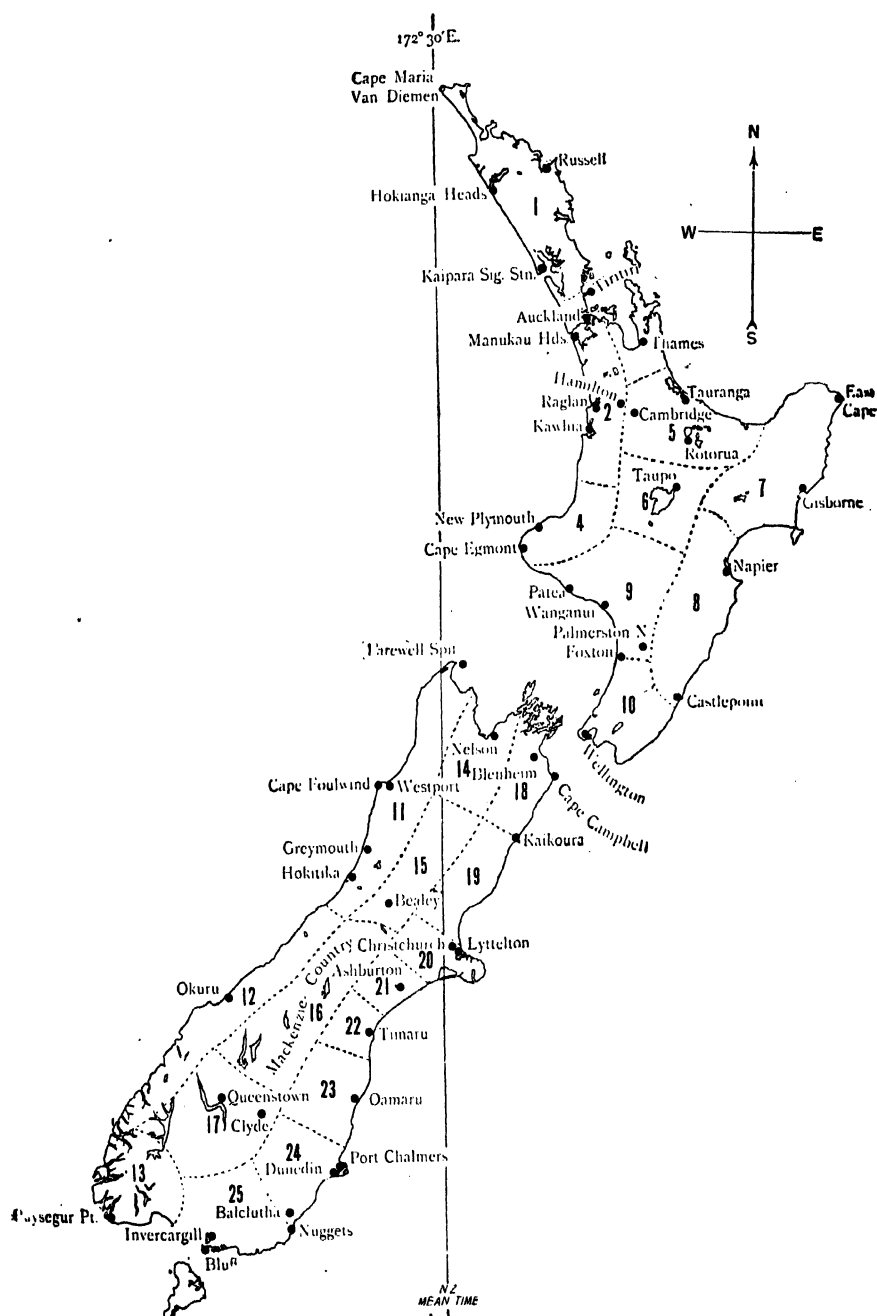 172° 30' E.
Cape Maria
Van Diemen
N
Russell
Hokianga Heads
1
W
E
Kaipara Sig. Stn.
Tiritiri
Auckland
S
3
Manukau Hds.
Thames
Hamilton
Tauranga
East
Cape
Raglan
2
Cambridge
Kawhia
5
Rotorua
Taupo
6
7
Gisborne
New Plymouth
4
Cape Egmont
Napier
Patea
9
8
Wanganui
Palmerston N
Foxton
Farewell Spit
10
Castlepoint
Nelson
14
Blenheim
Wellington
Cape Foulwind
Westport
11
18
Cape Campbell
Greymouth
Kaikoura
15
Hokitika
19
Bealey
Christchurch
Lyttelton
20
Ashburton
21
Okuru
12
16
Mackenzie Country
22
Timaru
Queenstown
23
Oamaru
17
Clyde
24
Port Chalmers
Dunedin
13
25
Balclutha
Puysegur Pt.
Invercargill
Nuggets
Bluff
N Z
MEAN TIME